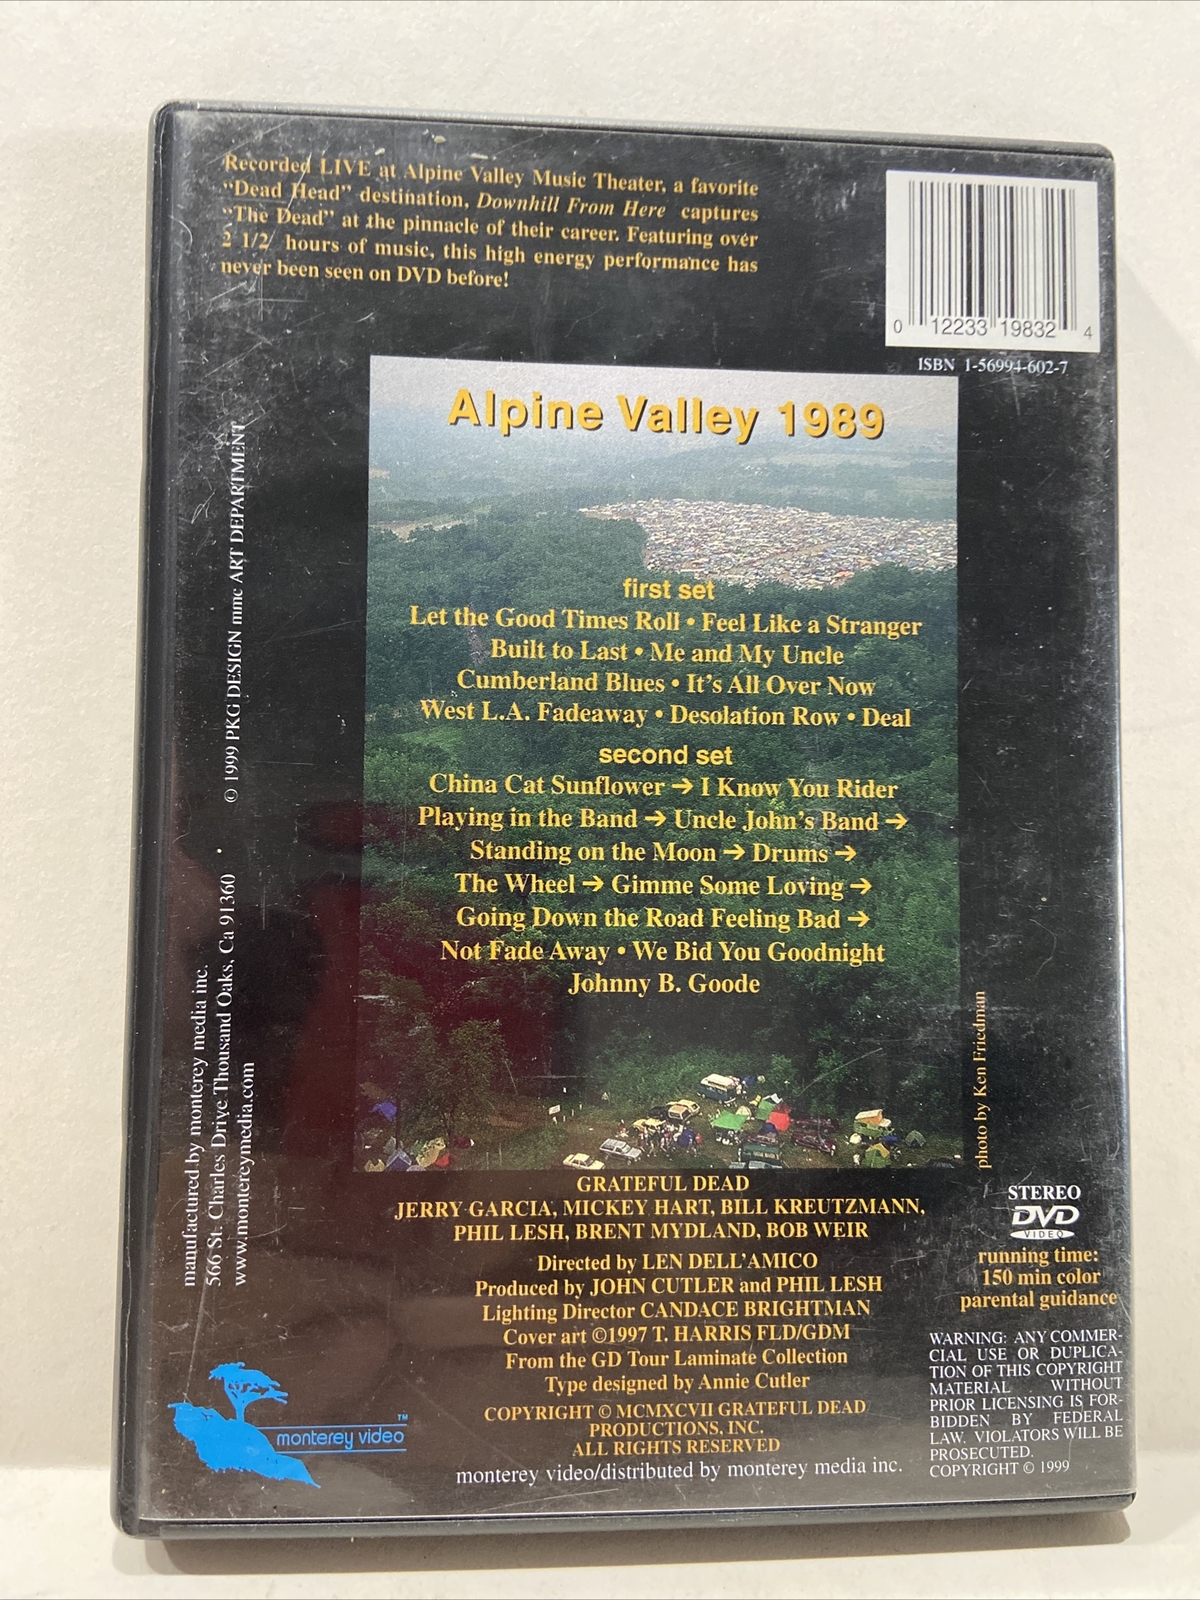 Recorded LIVE at Alpine Valley Music Theater, a favorite
"Dead Head" destination, Downhill From Here captures
"The Dead" at the pinnacle of their career. Featuring over
2 1/2 hours of music, this high energy performance has
never been seen on DVD before!
0 12233 19832 4
ISBN 1-56994-602-7
Alpine Valley 1989
first set
Let the Good Times Roll • Feel Like a Stranger
Built to Last • Me and My Uncle
Cumberland Blues • It's All Over Now
West L.A. Fadeaway • Desolation Row • Deal
second set
China Cat Sunflower → I Know You Rider
Playing in the Band → Uncle John's Band →
Standing on the Moon → Drums →
The Wheel → Gimme Some Loving →
Going Down the Road Feeling Bad →
Not Fade Away • We Bid You Goodnight
Johnny B. Goode
photo by Ken Friedman
manufactured by monterey media inc.
566 St. Charles Drive Thousand Oaks, Ca 91360 • © 1999 PKG DESIGN mmc ART DEPARTMENT
www.montereymedia.com
GRATEFUL DEAD
JERRY GARCIA, MICKEY HART, BILL KREUTZMANN,
PHIL LESH, BRENT MYDLAND, BOB WEIR
Directed by LEN DELL'AMICO
Produced by JOHN CUTLER and PHIL LESH
Lighting Director CANDACE BRIGHTMAN
Cover art ©1997 T. HARRIS FLD/GDM
From the GD Tour Laminate Collection
Type designed by Annie Cutler
COPYRIGHT © MCMXCVII GRATEFUL DEAD
PRODUCTIONS, INC.
ALL RIGHTS RESERVED
monterey video/distributed by monterey media inc.
monterey video™
STEREO
DVD
VIDEO
running time:
150 min color
parental guidance
WARNING: ANY COMMER-
CIAL USE OR DUPLICA-
TION OF THIS COPYRIGHT
MATERIAL WITHOUT
PRIOR LICENSING IS FOR-
BIDDEN BY FEDERAL
LAW. VIOLATORS WILL BE
PROSECUTED.
COPYRIGHT © 1999